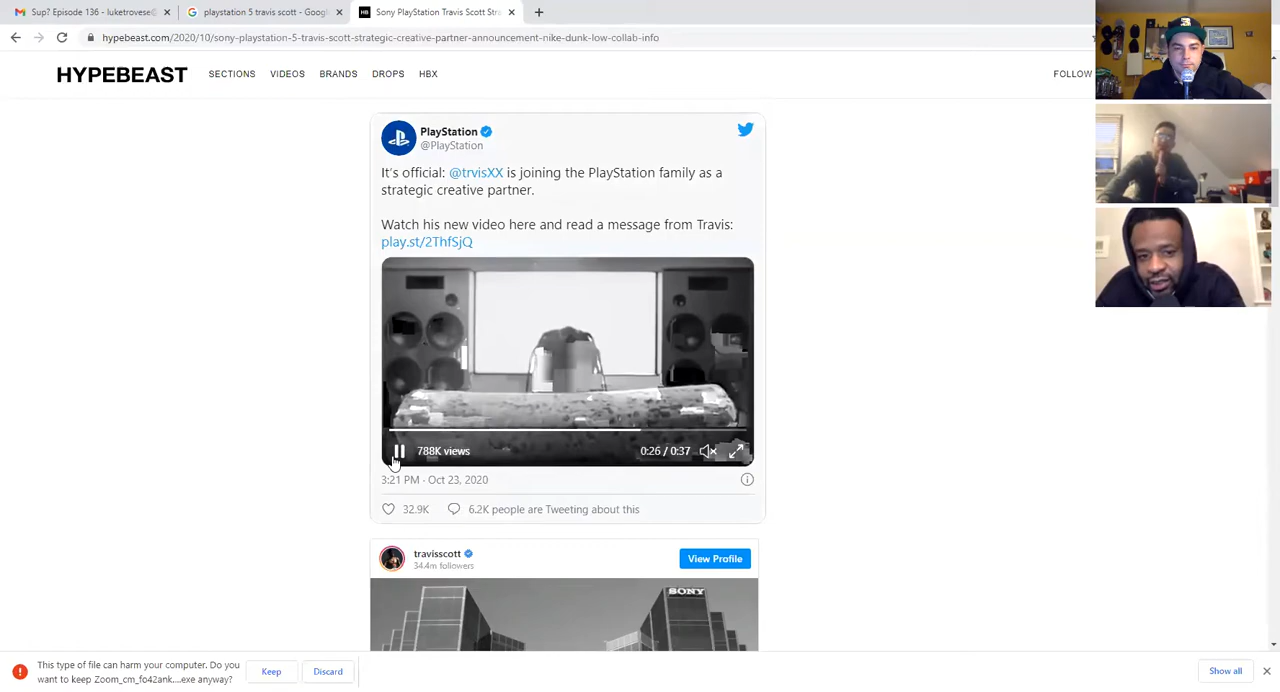 Sup? Episode 136 - luketrovese@
playstation 5 travis scott - Goog
Sony PlayStation Travis Scott Str
hypebeast.com/2020/10/sony-playstation-5-travis-scott-strategic-creative-partner-announcement-nike-dunk-low-collab-info
HYPEBEAST SECTIONS VIDEOS BRANDS DROPS HBX FOLLOW
PlayStation
@PlayStation
It's official: @trvisXX is joining the PlayStation family as a
strategic creative partner.
Watch his new video here and read a message from Travis:
play.st/2ThfSjQ
788K views 0:26 / 0:37
3:21 PM · Oct 23, 2020
32.9K 6.2K people are Tweeting about this
travisscott
34.4m followers
View Profile
SONY
This type of file can harm your computer. Do you
want to keep Zoom_cm_fo42ank....exe anyway?
Keep Discard Show all